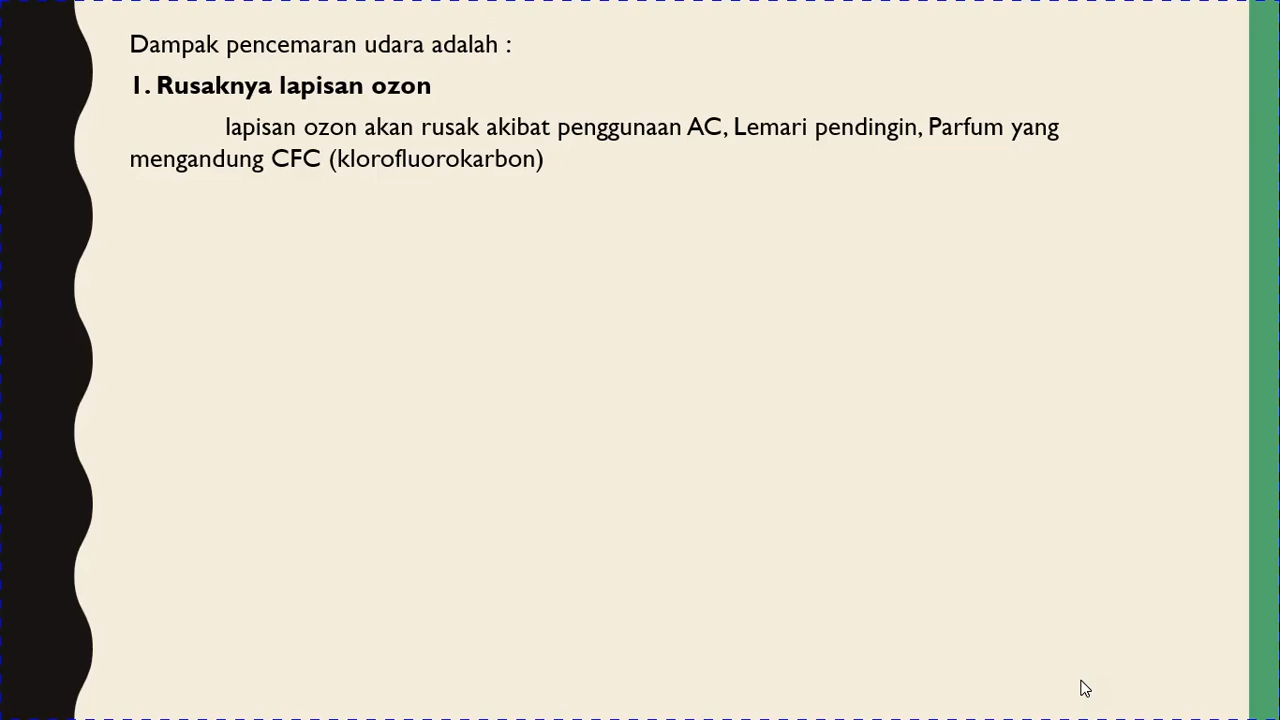 Dampak pencemaran udara adalah :
1. Rusaknya lapisan ozon
lapisan ozon akan rusak akibat penggunaan AC, Lemari pendingin, Parfum yang
mengandung CFC (klorofluorokarbon)